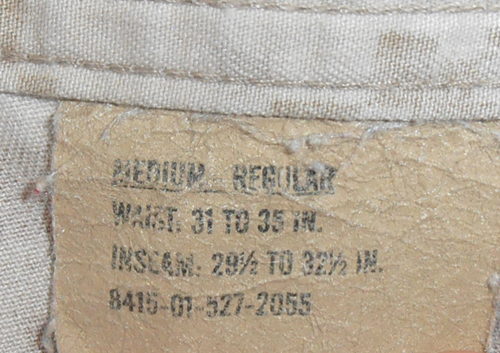 MEDIUM REGULAR
WAIST: 31 TO 35 IN.
INSEAM: 29½ TO 32½ IN.
8415-01-527-2055